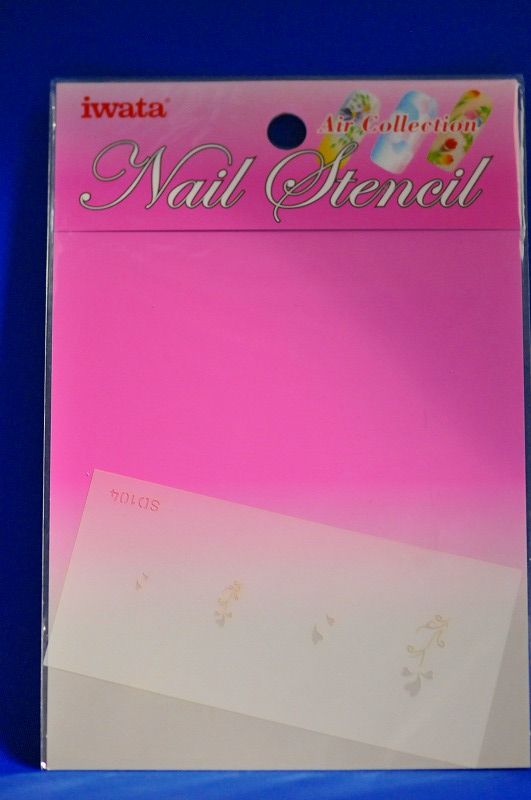 iwata®
Air Collection
Nail Stencil
SD104